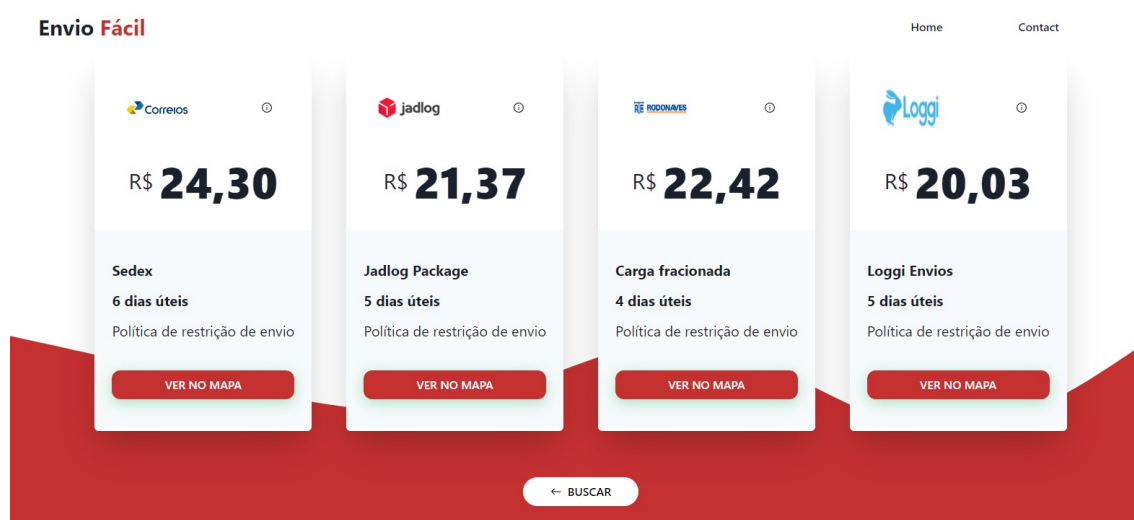 Envio Fácil
Home
Contact
Correios
R$ 24,30
Sedex
6 dias úteis
Política de restrição de envio
VER NO MAPA
jadlog
R$ 21,37
Jadlog Package
5 dias úteis
Política de restrição de envio
VER NO MAPA
RTE RODONAVES
R$ 22,42
Carga fracionada
4 dias úteis
Política de restrição de envio
VER NO MAPA
Loggi
R$ 20,03
Loggi Envios
5 dias úteis
Política de restrição de envio
VER NO MAPA
← BUSCAR